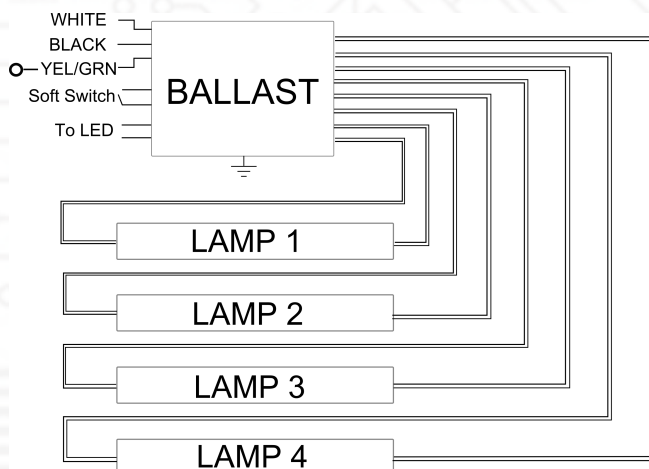 WHITE
BLACK
YEL/GRN
Soft Switch
To LED
BALLAST
LAMP 1
LAMP 2
LAMP 3
LAMP 4